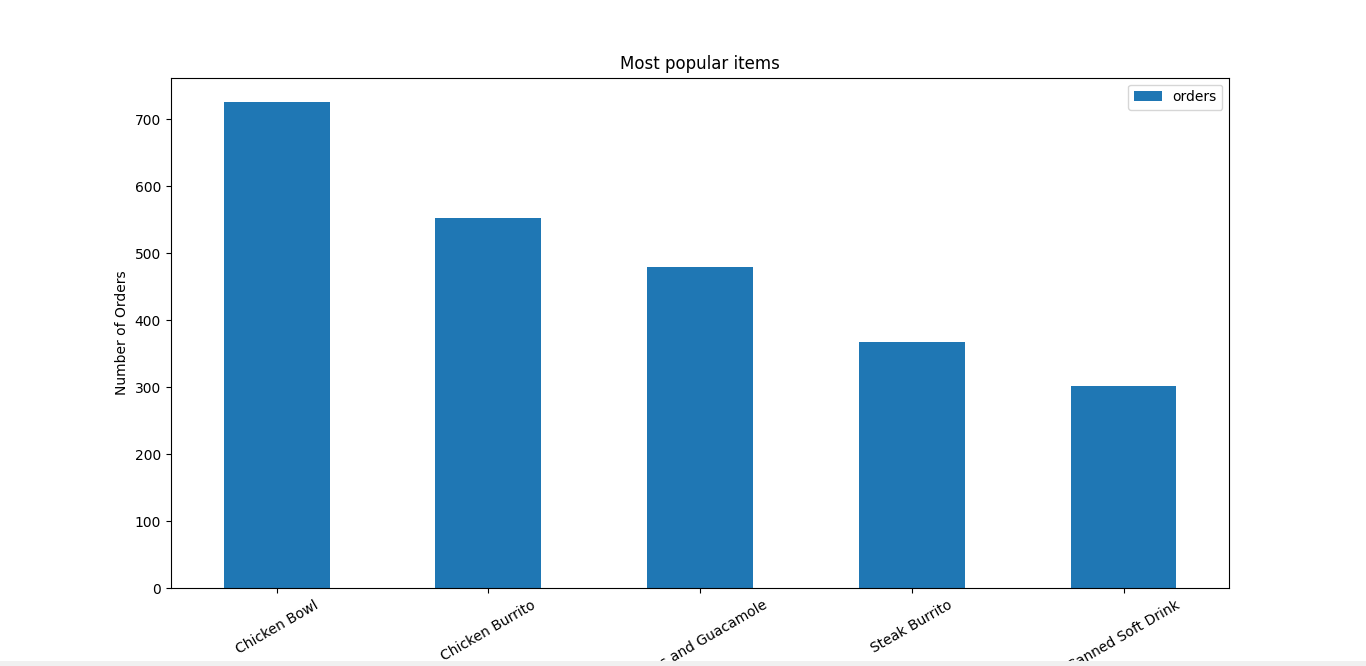 Most popular items
orders
Number of Orders
700
600
500
400
300
200
100
0
Chicken Bowl
Chicken Burrito
and Guacamole
Steak Burrito
Canned Soft Drink